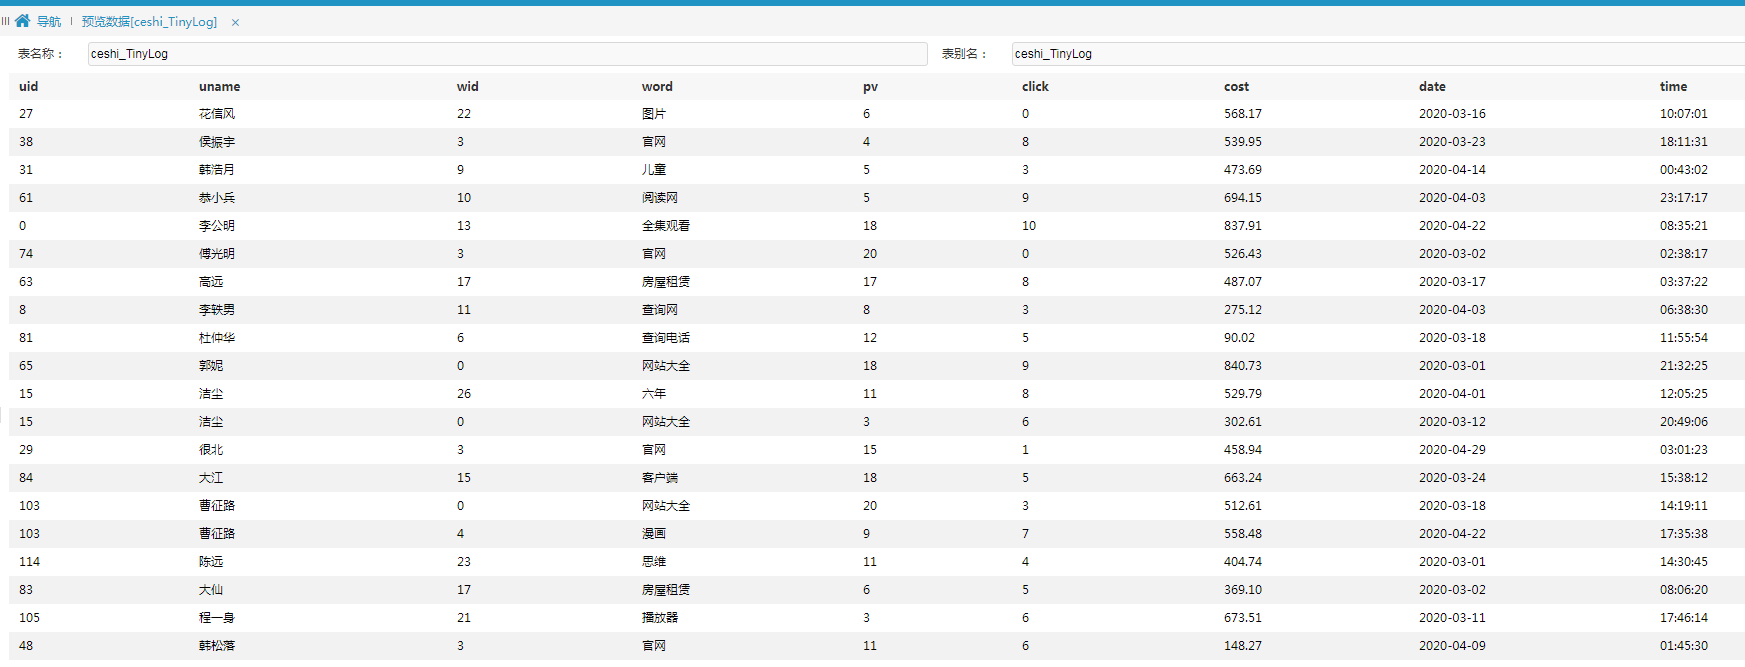 导航 | 预览数据[ceshi_TinyLog] ×
表名称： ceshi_TinyLog 表别名： ceshi_TinyLog
uid uname wid word pv click cost date time
27 花信风 22 图片 6 0 568.17 2020-03-16 10:07:01
38 侯振宇 3 官网 4 8 539.95 2020-03-23 18:11:31
31 韩浩月 9 儿童 5 3 473.69 2020-04-14 00:43:02
61 恭小兵 10 阅读网 5 9 694.15 2020-04-03 23:17:17
0 李公明 13 全集观看 18 10 837.91 2020-04-22 08:35:21
74 傅光明 3 官网 20 0 526.43 2020-03-02 02:38:17
63 高远 17 房屋租赁 17 8 487.07 2020-03-17 03:37:22
8 李轶男 11 查询网 8 3 275.12 2020-04-03 06:38:30
81 杜仲华 6 查询电话 12 5 90.02 2020-03-18 11:55:54
65 郭妮 0 网站大全 18 9 840.73 2020-03-01 21:32:25
15 洁尘 26 六年 11 8 529.79 2020-04-01 12:05:25
15 洁尘 0 网站大全 3 6 302.61 2020-03-12 20:49:06
29 很北 3 官网 15 1 458.94 2020-04-29 03:01:23
84 大江 15 客户端 18 5 663.24 2020-03-24 15:38:12
103 曹征路 0 网站大全 20 3 512.61 2020-03-18 14:19:11
103 曹征路 4 漫画 9 7 558.48 2020-04-22 17:35:38
114 陈远 23 思维 11 4 404.74 2020-03-01 14:30:45
83 大仙 17 房屋租赁 6 5 369.10 2020-03-02 08:06:20
105 程一身 21 播放器 3 6 673.51 2020-03-11 17:46:14
48 韩松落 3 官网 11 6 148.27 2020-04-09 01:45:30